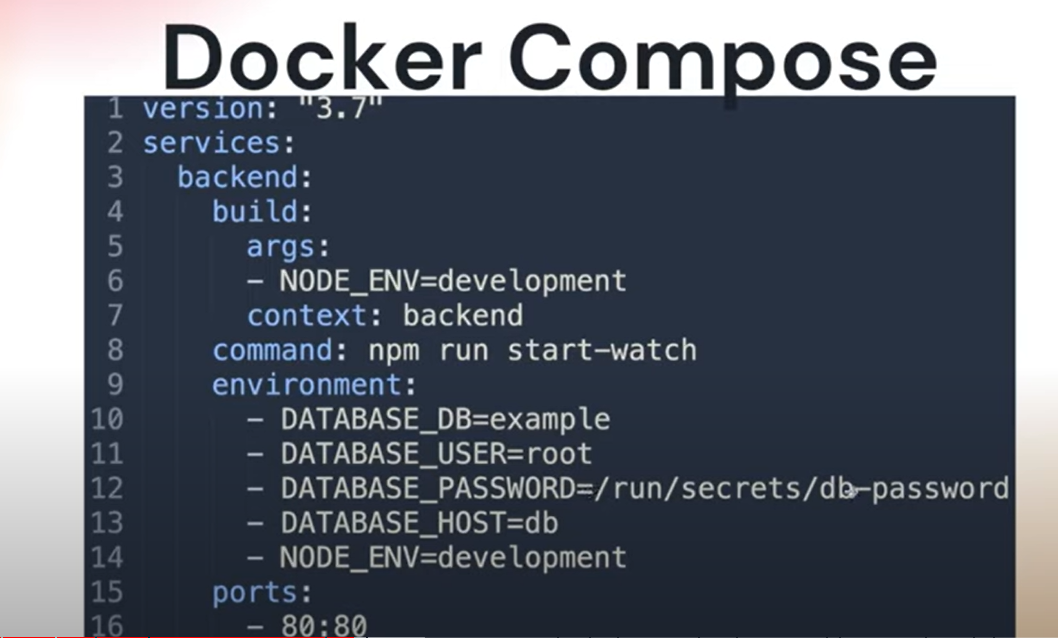 Docker Compose
1 version: "3.7"
2 services:
3   backend:
4     build:
5       args:
6       - NODE_ENV=development
7       context: backend
8     command: npm run start-watch
9     environment:
10       - DATABASE_DB=example
11       - DATABASE_USER=root
12       - DATABASE_PASSWORD=/run/secrets/db-password
13       - DATABASE_HOST=db
14       - NODE_ENV=development
15     ports:
16       - 80:80